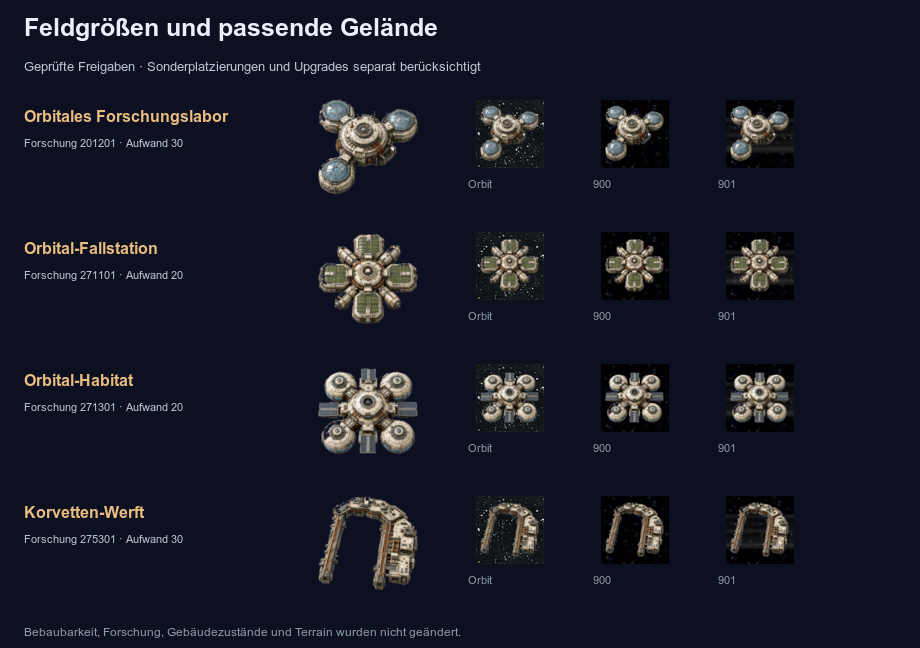 Feldgrößen und passende Gelände
Geprüfte Freigaben · Sonderplatzierungen und Upgrades separat berücksichtigt
Orbitales Forschungslabor
Forschung 201201 · Aufwand 30
Orbit
900
901
Orbital-Fallstation
Forschung 271101 · Aufwand 20
Orbit
900
901
Orbital-Habitat
Forschung 271301 · Aufwand 20
Orbit
900
901
Korvetten-Werft
Forschung 275301 · Aufwand 30
Orbit
900
901
Bebaubarkeit, Forschung, Gebäudezustände und Terrain wurden nicht geändert.